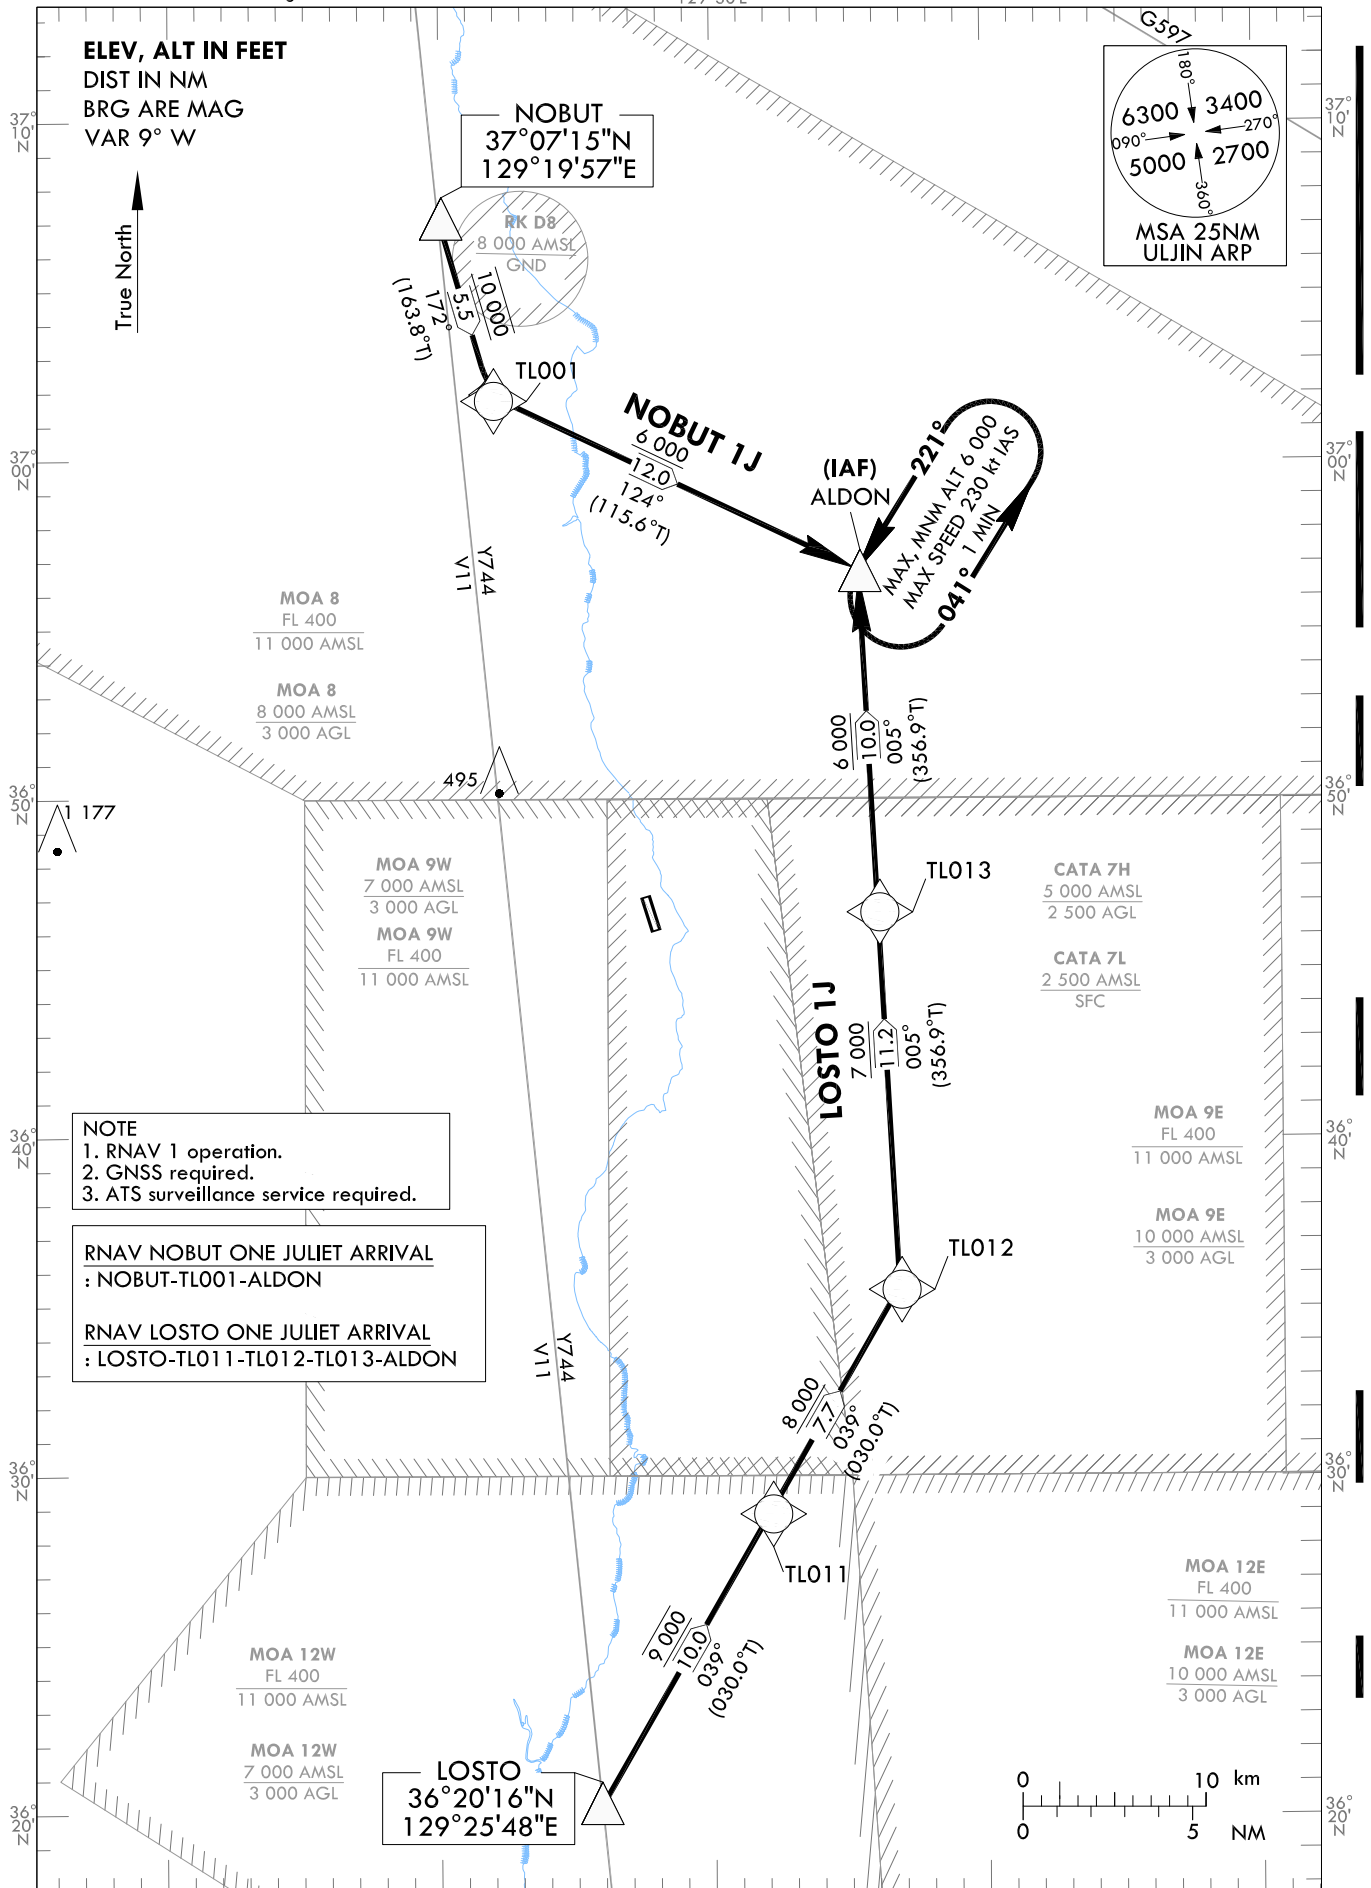 ELEV, ALT IN FEET
DIST IN NM
BRG ARE MAG
VAR 9° W
True North
NOBUT
37°07'15"N
129°19'57"E
RK D8
8 000 AMSL
GND
G597
180°
6300
3400
090°
270°
5000
2700
360°
MSA 25NM
ULJIN ARP
37°
10'
N
37°
10'
N
10 000
5.5
172°
(163.8°T)
TL001
NOBUT 1J
6 000
12.0
124°
(115.6°T)
(IAF)
ALDON
221°
MAX, MNM ALT 6 000
MAX SPEED 230 kt IAS
041° 1 MIN
37°
00'
N
37°
00'
N
Y744
V11
MOA 8
FL 400
11 000 AMSL
MOA 8
8 000 AMSL
3 000 AGL
6 000
10.0
005°
(356.9°T)
495
1 177
36°
50'
N
36°
50'
N
MOA 9W
7 000 AMSL
3 000 AGL
MOA 9W
FL 400
11 000 AMSL
TL013
CATA 7H
5 000 AMSL
2 500 AGL
CATA 7L
2 500 AMSL
SFC
LOSTO 1J
7 000
11.2
005°
(356.9°T)
36°
40'
N
36°
40'
N
NOTE
1. RNAV 1 operation.
2. GNSS required.
3. ATS surveillance service required.
MOA 9E
FL 400
11 000 AMSL
MOA 9E
10 000 AMSL
3 000 AGL
RNAV NOBUT ONE JULIET ARRIVAL
: NOBUT-TL001-ALDON
RNAV LOSTO ONE JULIET ARRIVAL
: LOSTO-TL011-TL012-TL013-ALDON
TL012
Y744
V11
8 000
7.7
039°
(030.0°T)
36°
30'
N
36°
30'
N
TL011
9 000
10.0
039°
(030.0°T)
MOA 12E
FL 400
11 000 AMSL
MOA 12E
10 000 AMSL
3 000 AGL
MOA 12W
FL 400
11 000 AMSL
MOA 12W
7 000 AMSL
3 000 AGL
LOSTO
36°20'16"N
129°25'48"E
36°
20'
N
36°
20'
N
0 10 km
0 5 NM